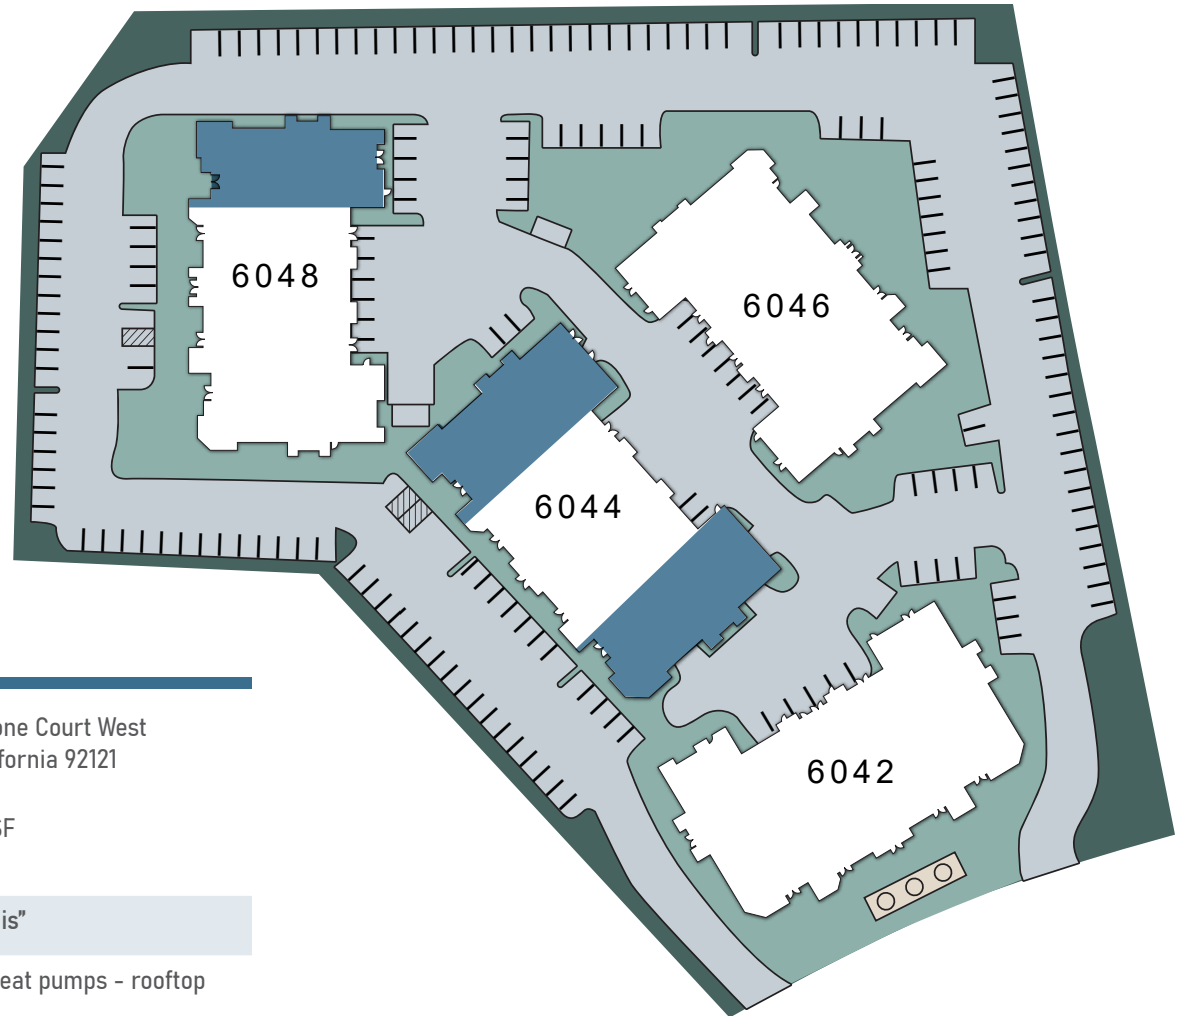 6048
6046
6044
6042
one Court West
fornia 92121
SF
is”
eat pumps - rooftop